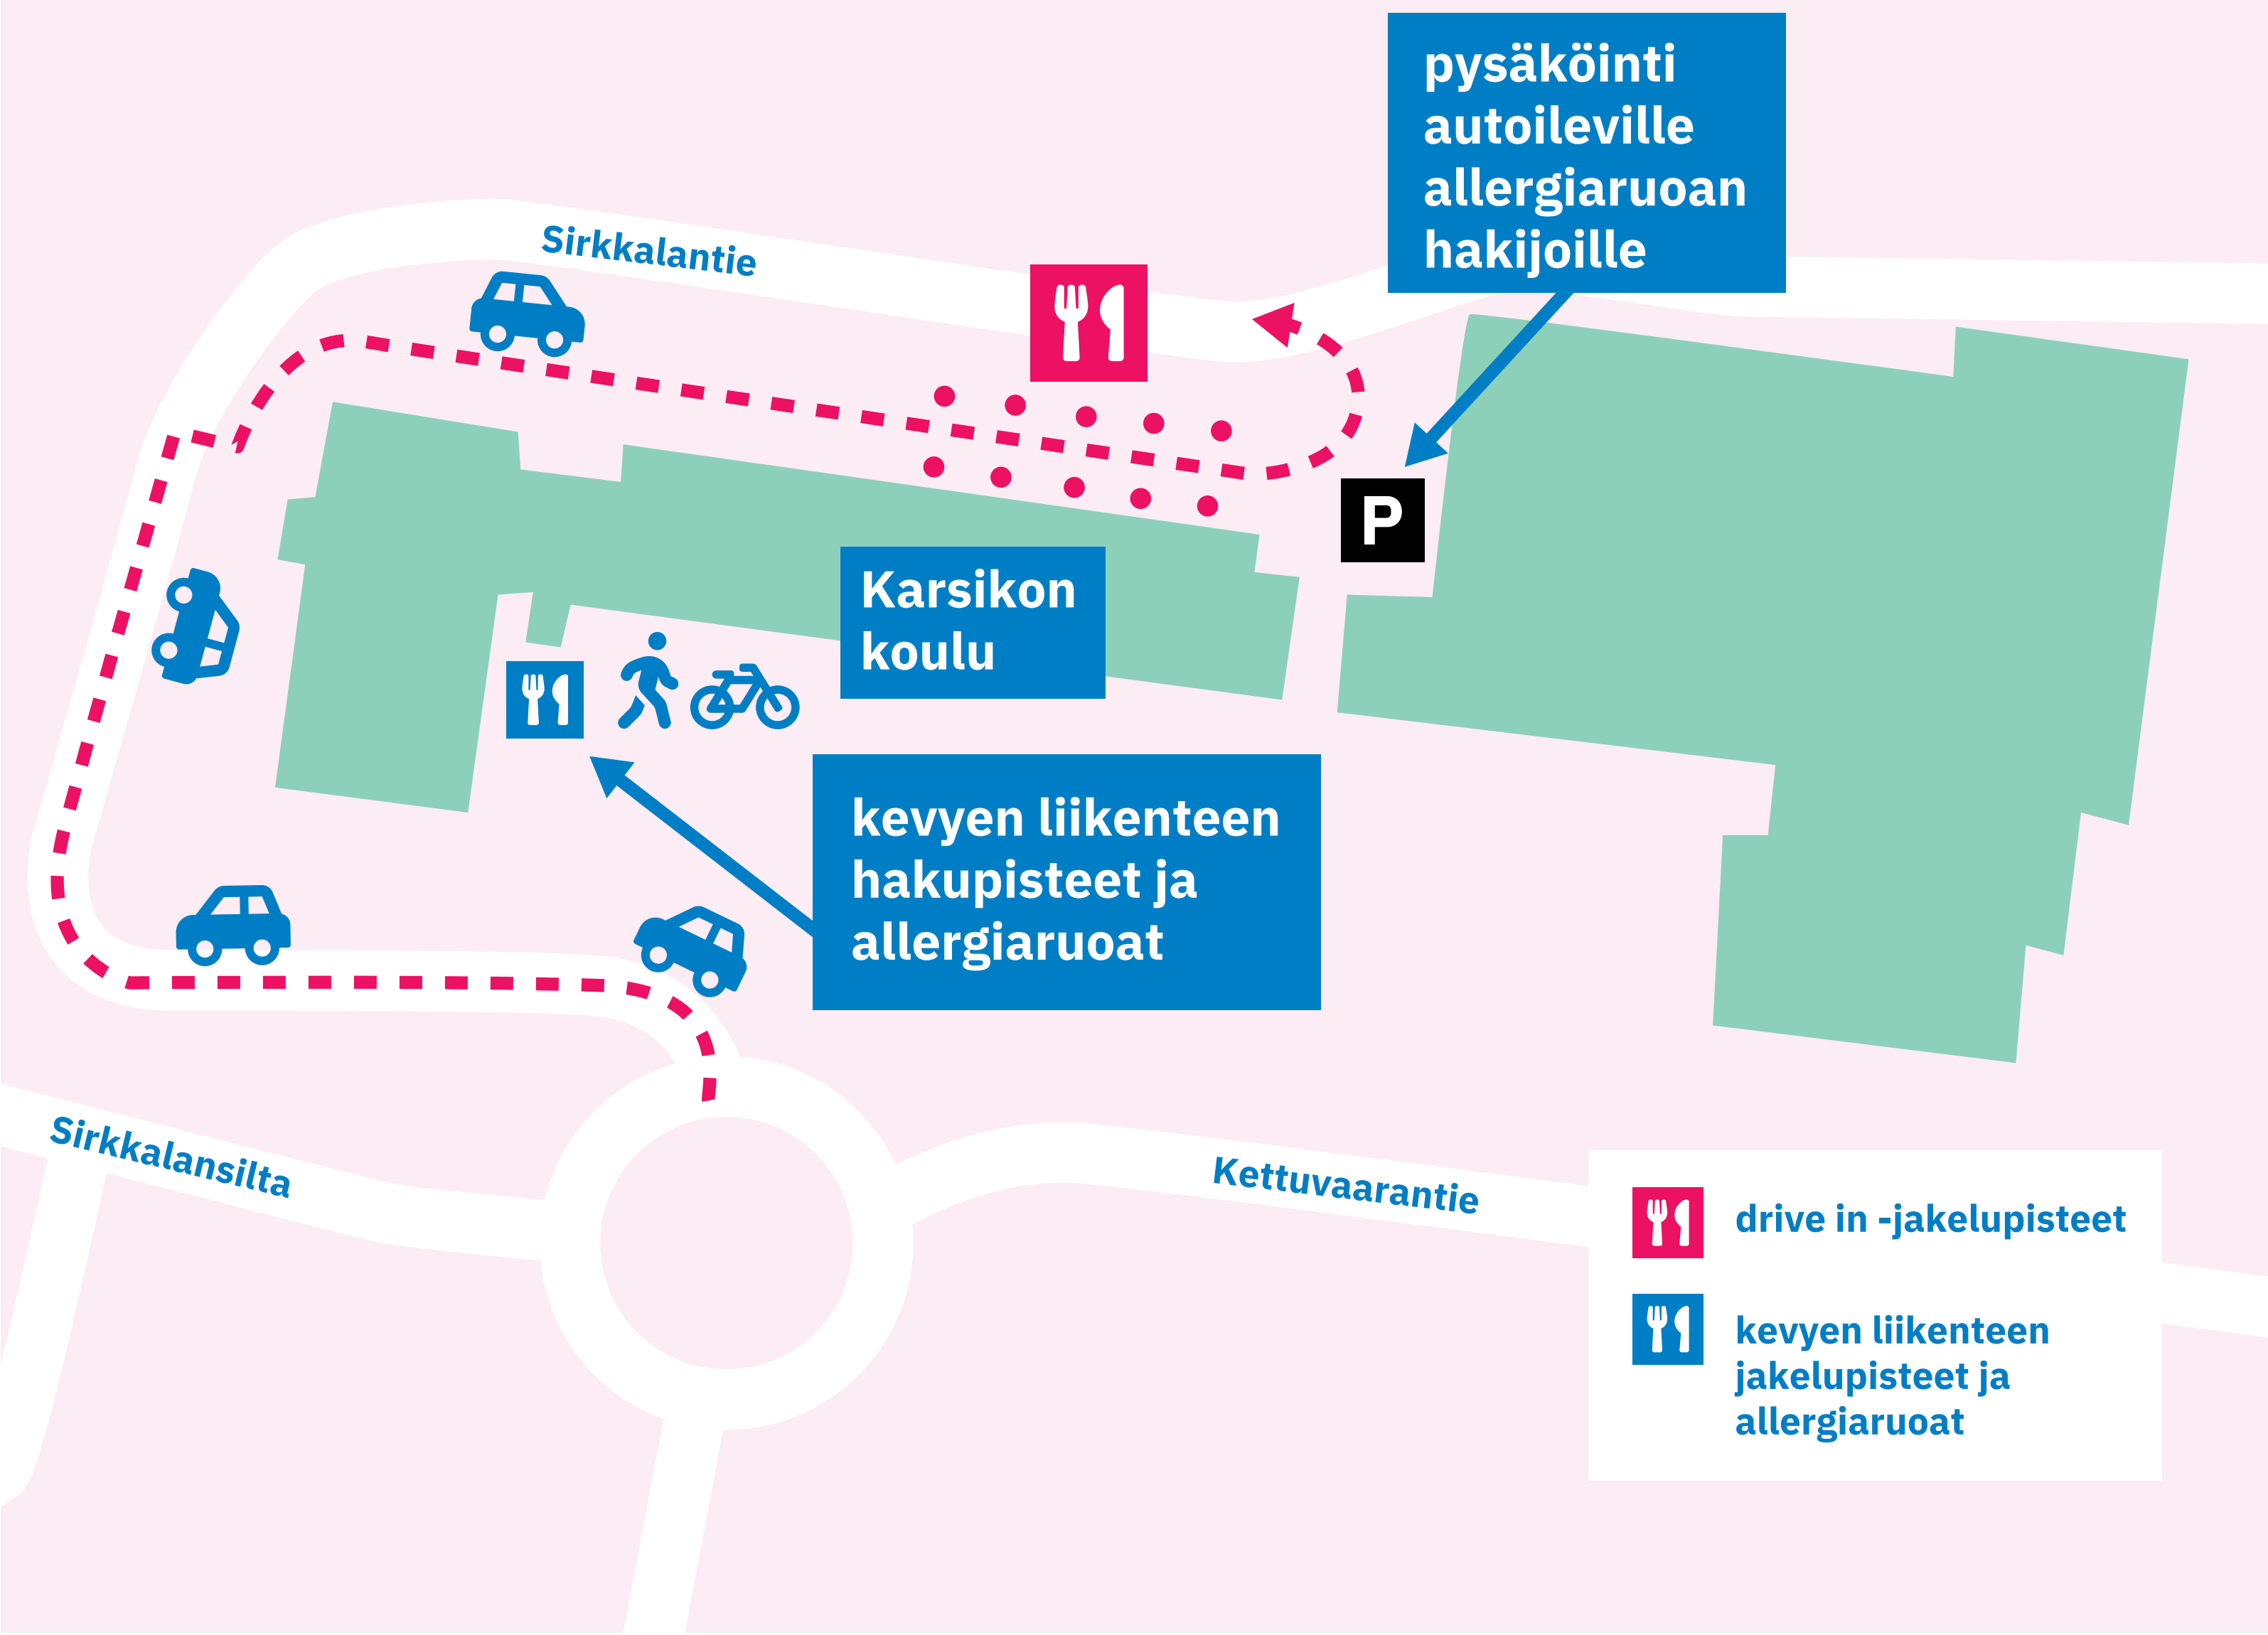 pysäköinti
autoileville
allergiaruoan
hakijoille
Sirkkalantie
P
Karsikon
koulu
kevyen liikenteen
hakupisteet ja
allergiaruoat
Sirkkalansilta
Kettuvaarantie
drive in -jakelupisteet
kevyen liikenteen
jakelupisteet ja
allergiaruoat